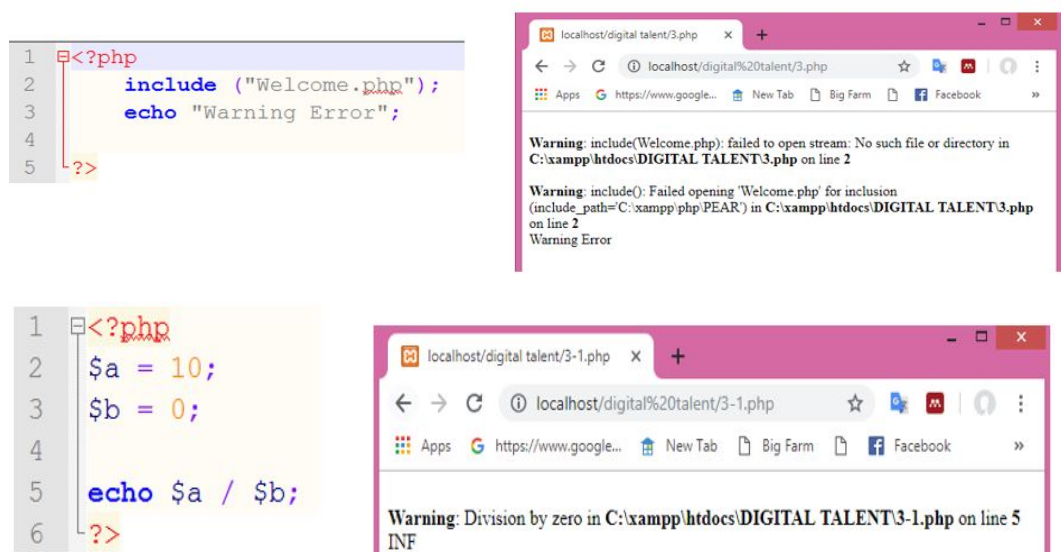 1 <?php
2 include ("Welcome.php");
3 echo "Warning Error";
4
5 ?>
localhost/digital talent/3.php
localhost/digital%20talent/3.php
Apps https://www.google... New Tab Big Farm Facebook »
Warning: include(Welcome.php): failed to open stream: No such file or directory in
C:\xampp\htdocs\DIGITAL TALENT\3.php on line 2
Warning: include(): Failed opening 'Welcome.php' for inclusion
(include_path='C:\xampp\php\PEAR') in C:\xampp\htdocs\DIGITAL TALENT\3.php
on line 2
Warning Error
1 <?php
2 $a = 10;
3 $b = 0;
4
5 echo $a / $b;
6 ?>
localhost/digital talent/3-1.php
localhost/digital%20talent/3-1.php
Apps https://www.google... New Tab Big Farm Facebook »
Warning: Division by zero in C:\xampp\htdocs\DIGITAL TALENT\3-1.php on line 5
INF